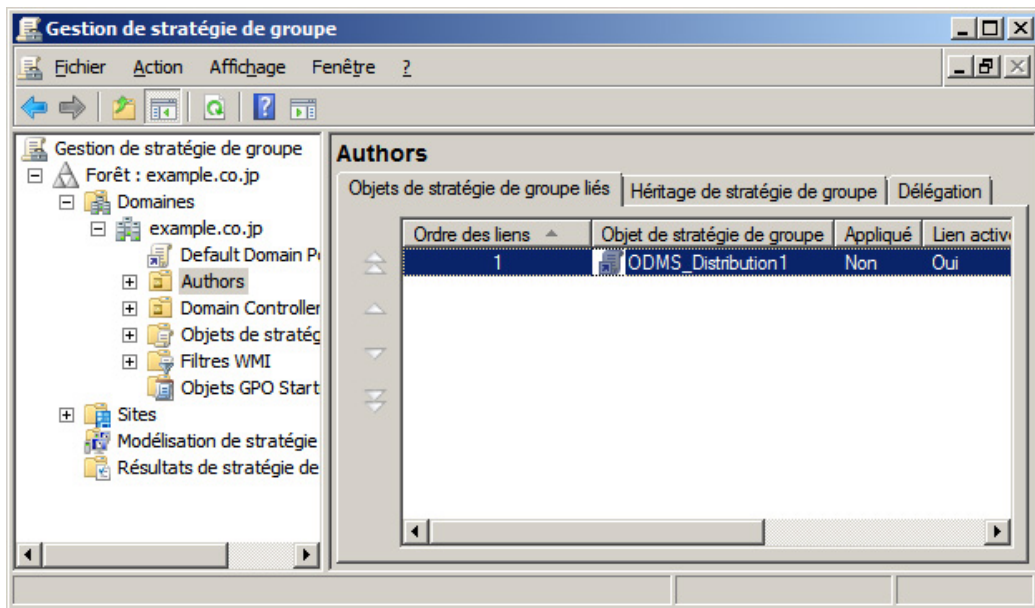 Gestion de stratégie de groupe
Fichier Action Affichage Fenêtre ?
Gestion de stratégie de groupe
Forêt : example.co.jp
Domaines
example.co.jp
Default Domain P
Authors
Domain Controller
Objets de stratég
Filtres WMI
Objets GPO Start
Sites
Modélisation de stratégie
Résultats de stratégie de
Authors
Objets de stratégie de groupe liés Héritage de stratégie de groupe Délégation
Ordre des liens Objet de stratégie de groupe Appliqué Lien active
1 ODMS_Distribution1 Non Oui